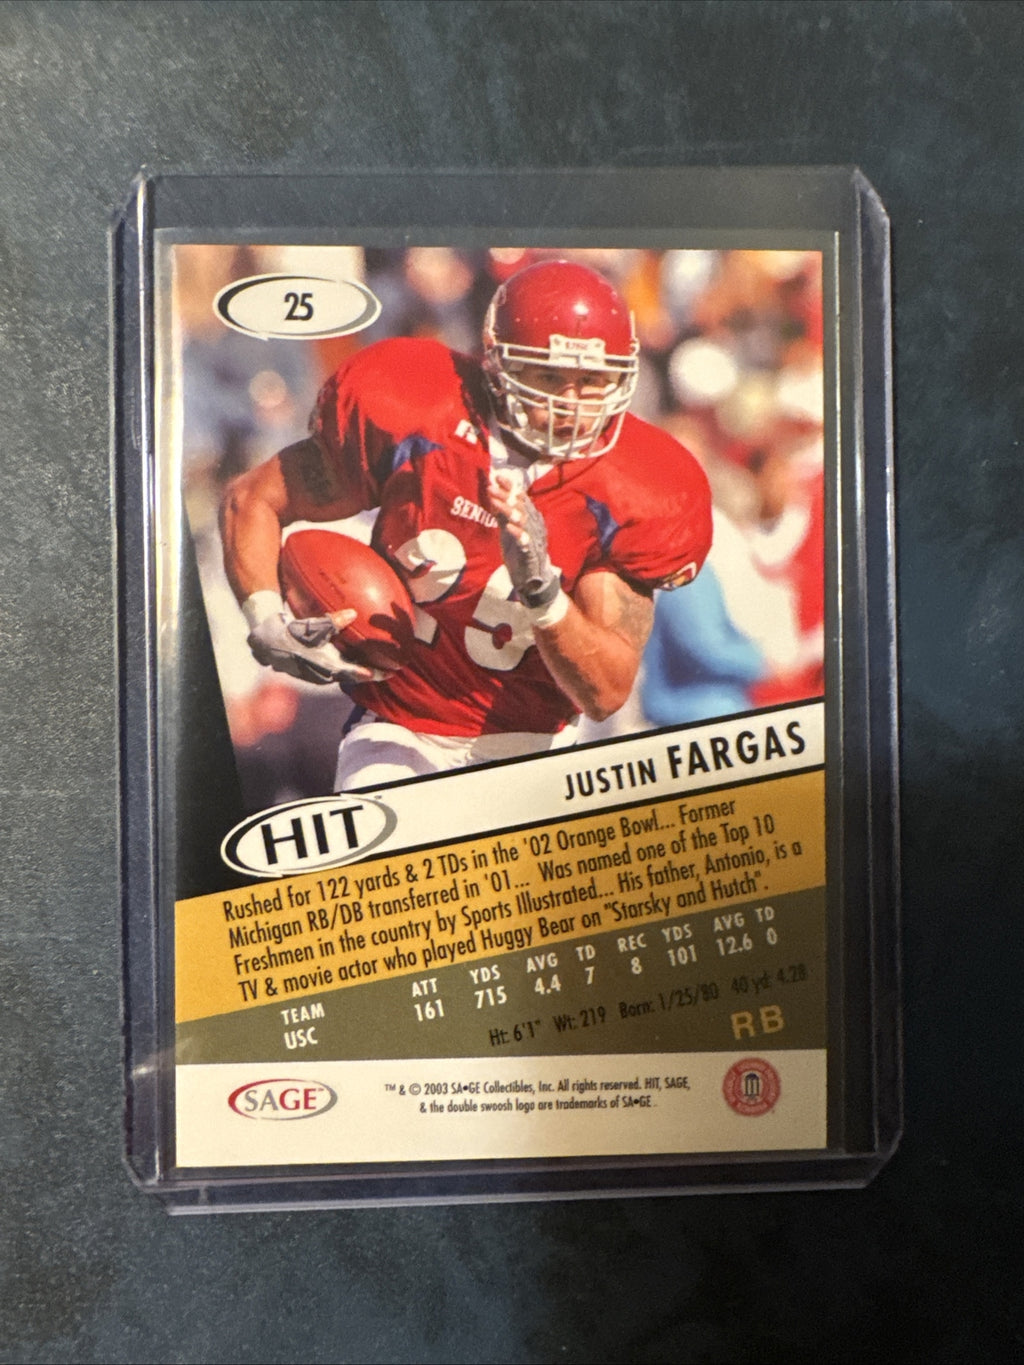 25
USC
SENIO
25
JUSTIN FARGAS
HIT™
Rushed for 122 yards & 2 TDs in the '02 Orange Bowl... Former
Michigan RB/DB transferred in '01... Was named one of the Top 10
Freshmen in the country by Sports Illustrated... His father, Antonio, is a
TV & movie actor who played Huggy Bear on "Starsky and Hutch".
TEAM ATT YDS AVG TD REC YDS AVG TD
USC 161 715 4.4 7 8 101 12.6 0
Ht: 6'1" Wt: 219 Born: 1/25/80 40 yd: 4.28
RB
SAGE
™ & © 2003 SA•GE Collectibles, Inc. All rights reserved. HIT, SAGE,
& the double swoosh logo are trademarks of SA•GE .